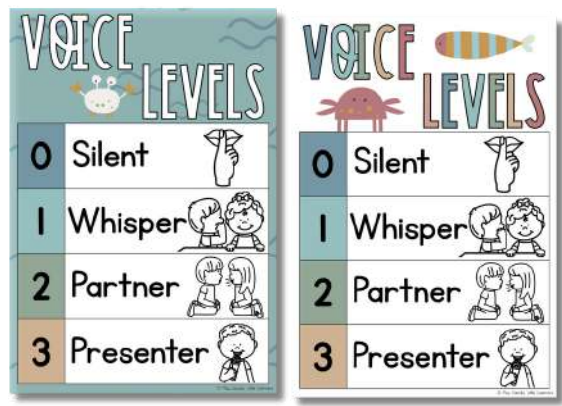 VOICE
LEVELS
0 Silent
1 Whisper
2 Partner
3 Presenter
VOICE
LEVELS
0 Silent
1 Whisper
2 Partner
3 Presenter